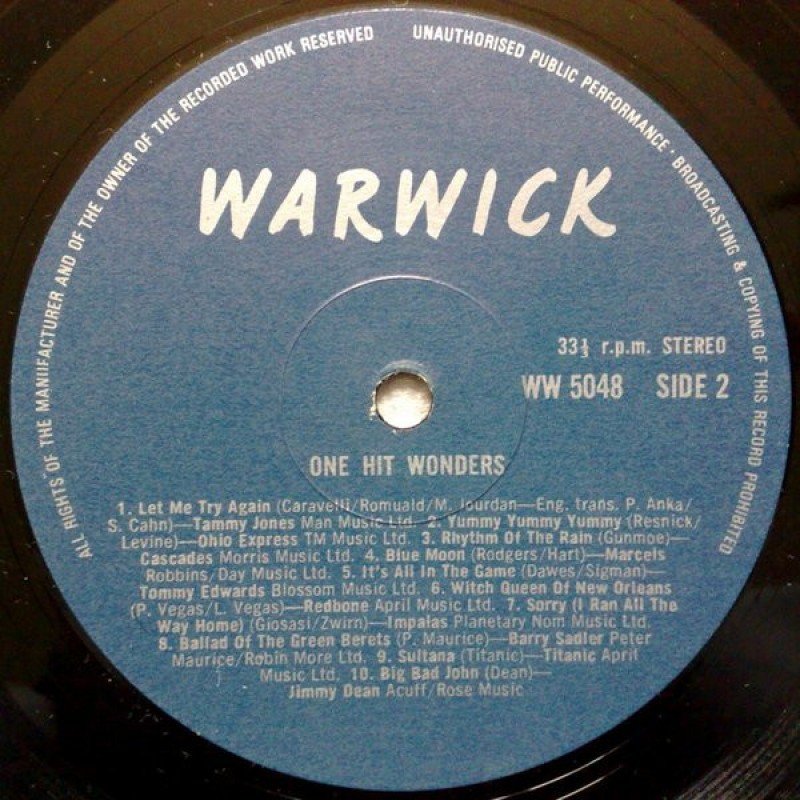 ALL RIGHTS OF THE MANUFACTURER AND OF THE OWNER OF THE RECORDED WORK RESERVED
UNAUTHORISED PUBLIC PERFORMANCE · BROADCASTING & COPYING OF THIS RECORD PROHIBITED
WARWICK
33⅓ r.p.m. STEREO
WW 5048 SIDE 2
ONE HIT WONDERS
1. Let Me Try Again (Caravelli/Romuald/M. Jourdan—Eng. trans. P. Anka/
S. Cahn)—Tammy Jones Man Music Ltd. 2. Yummy Yummy Yummy (Resnick/
Levine)—Ohio Express TM Music Ltd. 3. Rhythm Of The Rain (Gunmoe)—
Cascades Morris Music Ltd. 4. Blue Moon (Rodgers/Hart)—Marcels
Robbins/Day Music Ltd. 5. It's All In The Game (Dawes/Sigman)—
Tommy Edwards Blossom Music Ltd. 6. Witch Queen Of New Orleans
(P. Vegas/L. Vegas)—Redbone April Music Ltd. 7. Sorry (I Ran All The
Way Home) (Giosasi/Zwirn)—Impalas Planetary Nom Music Ltd.
8. Ballad Of The Green Berets (P. Maurice)—Barry Sadler Peter
Maurice/Robin More Ltd. 9. Sultana (Titanic)—Titanic April
Music Ltd. 10. Big Bad John (Dean)—
Jimmy Dean Acuff/Rose Music